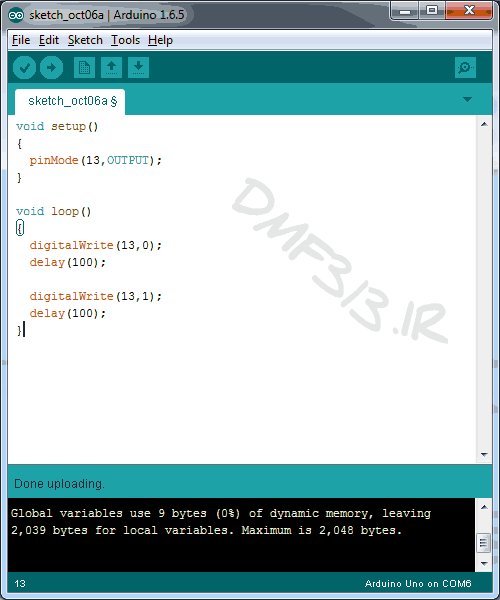 sketch_oct06a | Arduino 1.6.5
File Edit Sketch Tools Help
sketch_oct06a §
void setup()
{
  pinMode(13,OUTPUT);
}
void loop()
{
  digitalWrite(13,0);
  delay(100);
  digitalWrite(13,1);
  delay(100);
}
DMF313.IR
Done uploading.
Global variables use 9 bytes (0%) of dynamic memory, leaving
2,039 bytes for local variables. Maximum is 2,048 bytes.
13
Arduino Uno on COM6